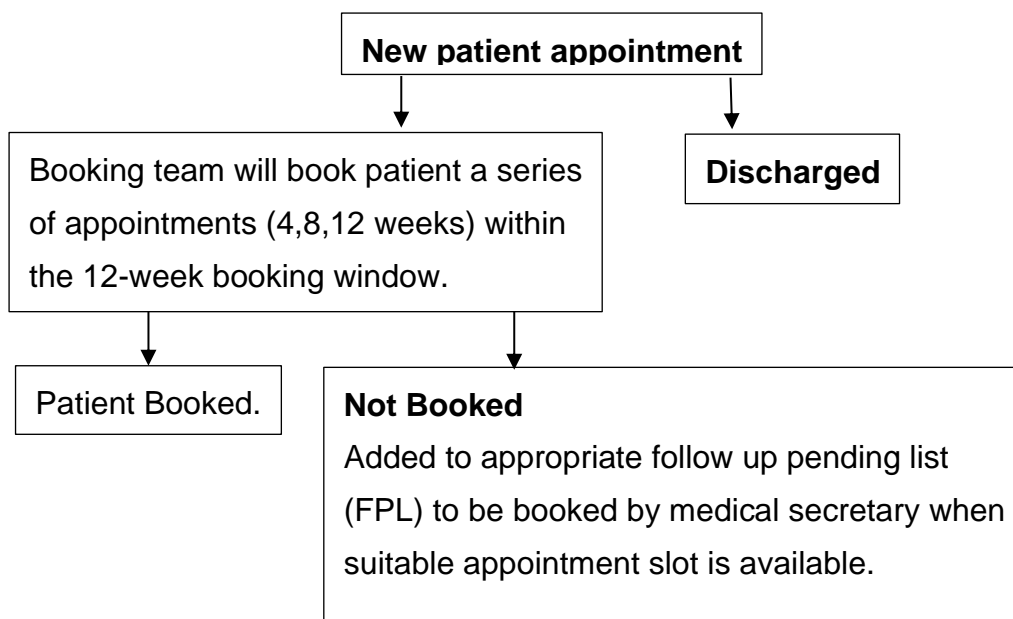 New patient appointment
Booking team will book patient a series
of appointments (4,8,12 weeks) within
the 12-week booking window.
Discharged
Patient Booked.
Not Booked
Added to appropriate follow up pending list
(FPL) to be booked by medical secretary when
suitable appointment slot is available.